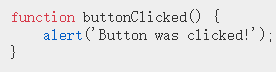 function buttonClicked() {
    alert('Button was clicked!');
}